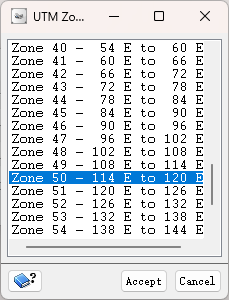 UTM Zo...
Zone 40 – 54 E to 60 E
Zone 41 – 60 E to 66 E
Zone 42 – 66 E to 72 E
Zone 43 – 72 E to 78 E
Zone 44 – 78 E to 84 E
Zone 45 – 84 E to 90 E
Zone 46 – 90 E to 96 E
Zone 47 – 96 E to 102 E
Zone 48 – 102 E to 108 E
Zone 49 – 108 E to 114 E
Zone 50 – 114 E to 120 E
Zone 51 – 120 E to 126 E
Zone 52 – 126 E to 132 E
Zone 53 – 132 E to 138 E
Zone 54 – 138 E to 144 E
? Accept Cancel